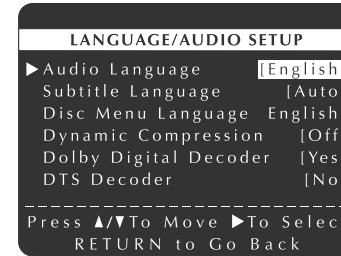 LANGUAGE/AUDIO SETUP
▶Audio Language [English
Subtitle Language [Auto
Disc Menu Language English
Dynamic Compression [Off
Dolby Digital Decoder [Yes
DTS Decoder [No
Press ▲/▼To Move ▶To Selec
RETURN to Go Back